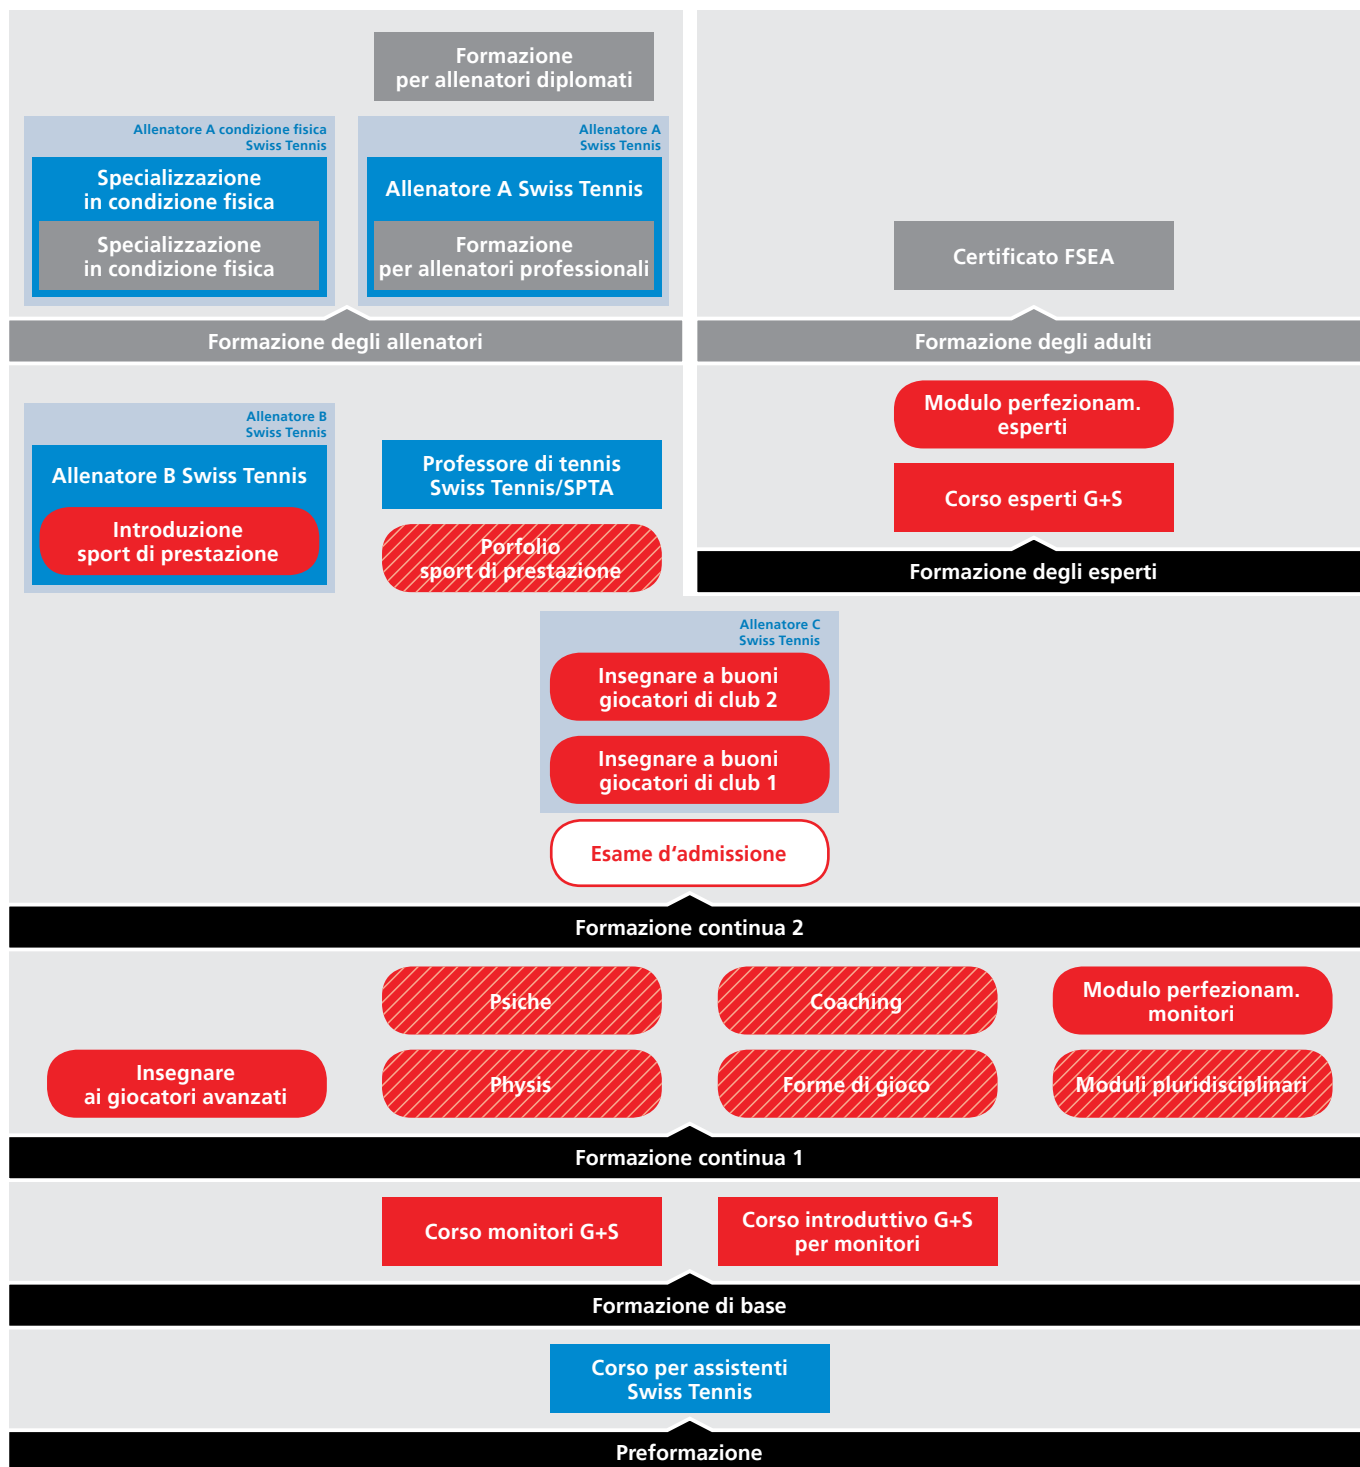 Formazione
per allenatori diplomati
Allenatore A condizione fisica
Swiss Tennis
Specializzazione
in condizione fisica
Specializzazione
in condizione fisica
Allenatore A
Swiss Tennis
Allenatore A Swiss Tennis
Formazione
per allenatori professionali
Certificato FSEA
Formazione degli allenatori
Formazione degli adulti
Allenatore B
Swiss Tennis
Allenatore B Swiss Tennis
Introduzione
sport di prestazione
Professore di tennis
Swiss Tennis/SPTA
Porfolio
sport di prestazione
Modulo perfezionam.
esperti
Corso esperti G+S
Formazione degli esperti
Allenatore C
Swiss Tennis
Insegnare a buoni
giocatori di club 2
Insegnare a buoni
giocatori di club 1
Esame d‘admissione
Formazione continua 2
Psiche
Coaching
Modulo perfezionam.
monitori
Insegnare
ai giocatori avanzati
Physis
Forme di gioco
Moduli pluridisciplinari
Formazione continua 1
Corso monitori G+S
Corso introduttivo G+S
per monitori
Formazione di base
Corso per assistenti
Swiss Tennis
Preformazione